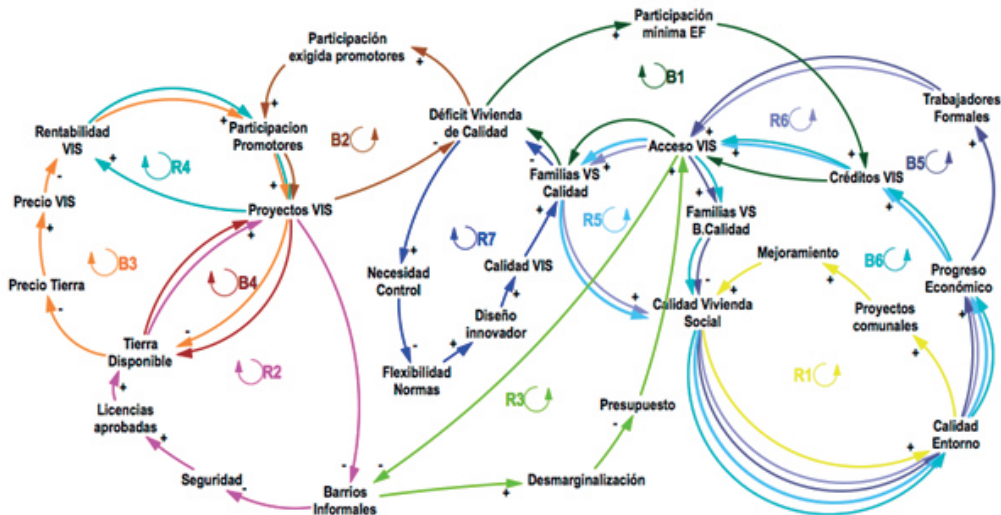 Participación
mínima EF
Participación
exigida promotores
B1
Trabajadores
Formales
Rentabilidad
VIS
Participacion
Promotores
B2
Déficit Vivienda
de Calidad
R6
R4
Familias VS
Calidad
Acceso VIS
B5
Créditos VIS
Precio VIS
Proyectos VIS
R5
Familias VS
B.Calidad
B3
B4
R7
Necesidad
Control
Calidad VIS
Mejoramiento
B6
Progreso
Económico
Precio Tierra
Calidad Vivienda
Social
Proyectos
comunales
Diseño
innovador
Tierra
Disponible
R2
Flexibilidad
Normas
R1
R3
Presupuesto
Licencias
aprobadas
Calidad
Entorno
Seguridad
Barrios
Informales
Desmarginalización